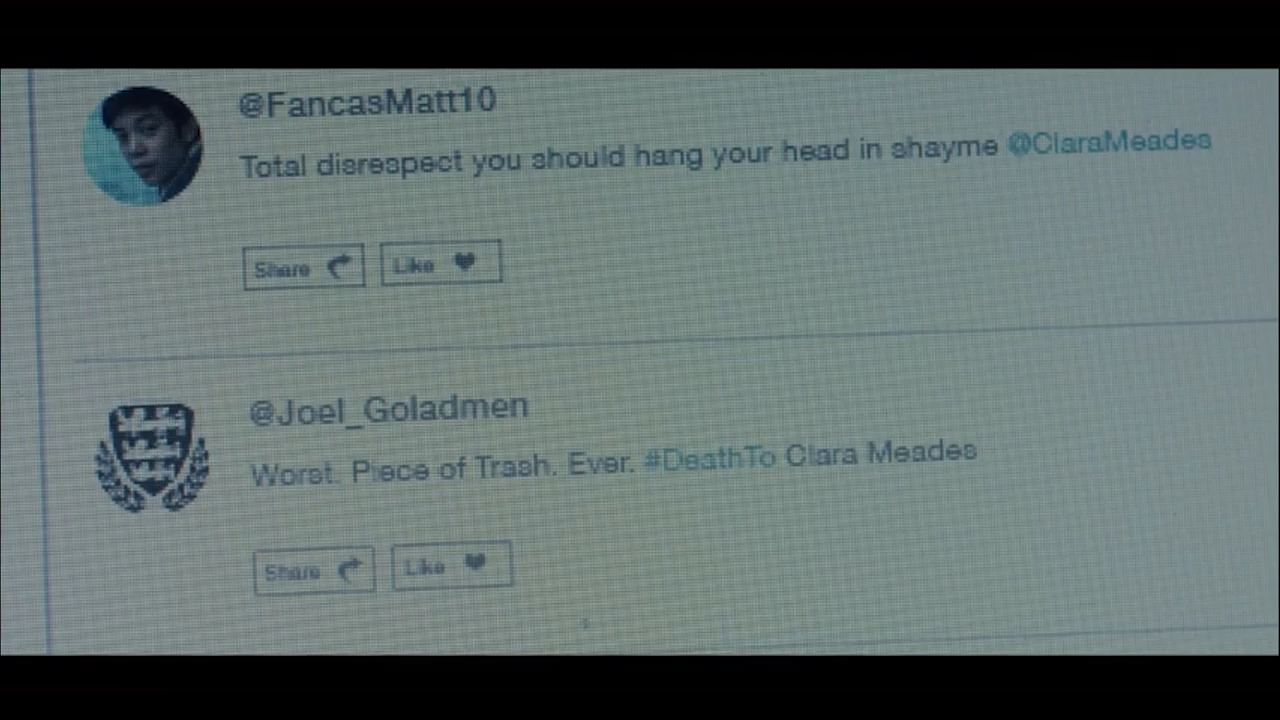 @FancasMatt10
Total disrespect you should hang your head in shayme @ClaraMeades
Share
Like
@Joel_Goladmen
Worst. Piece of Trash. Ever. #DeathTo Clara Meades
Share
Like